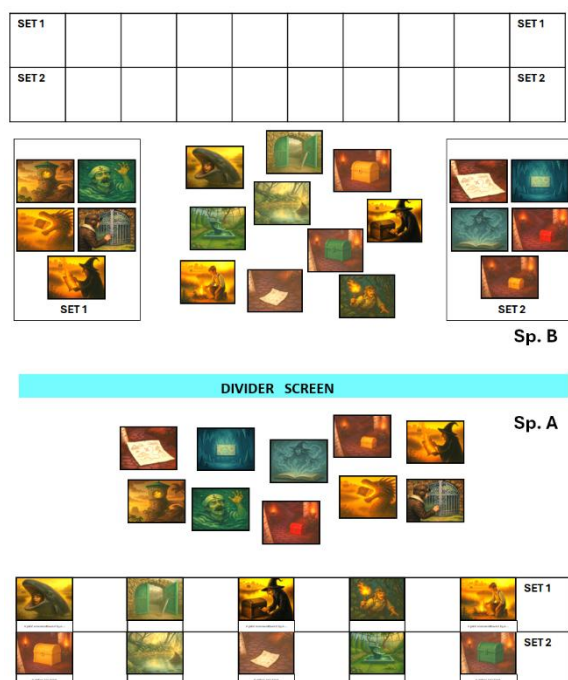 SET 1 SET 1
SET 2 SET 2
SET 1
SET 2
Sp. B
DIVIDER SCREEN
Sp. A
SET 1
SET 2